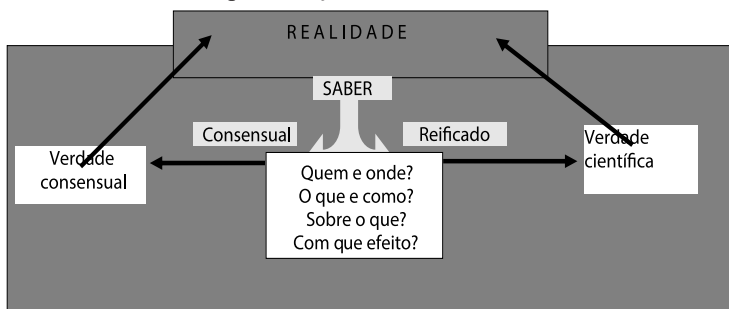 REALIDADE
SABER
Consensual
Reificado
Verdade
consensual
Quem e onde?
O que e como?
Sobre o que?
Com que efeito?
Verdade
científica